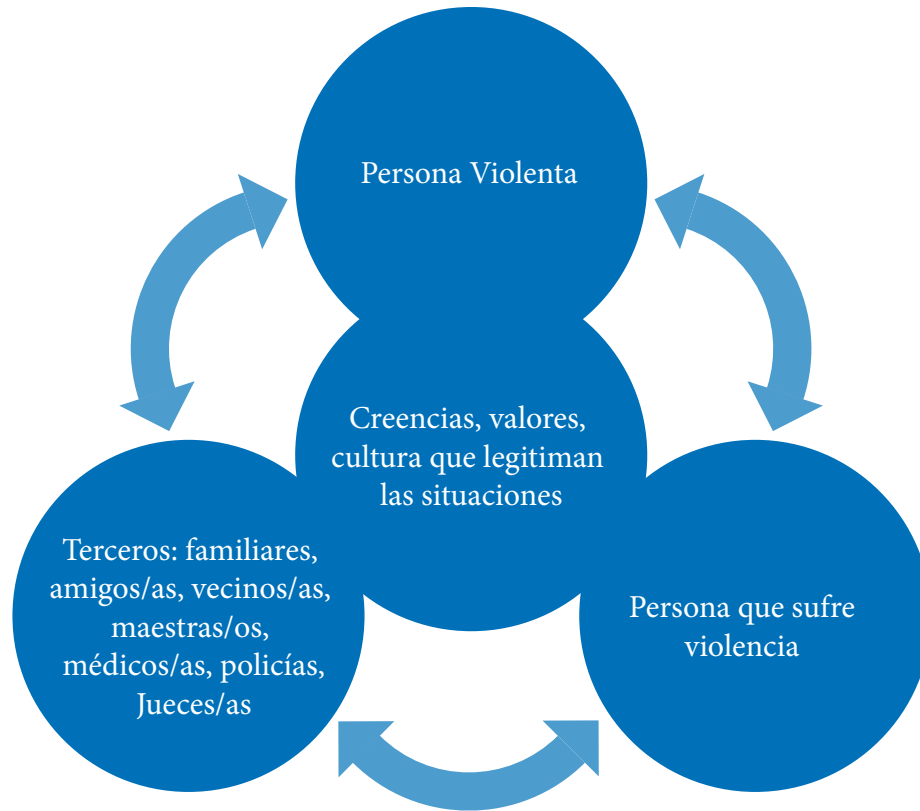 Persona Violenta
Creencias, valores,
cultura que legitiman
las situaciones
Terceros: familiares,
amigos/as, vecinos/as,
maestras/os,
médicos/as, policías,
Jueces/as
Persona que sufre
violencia